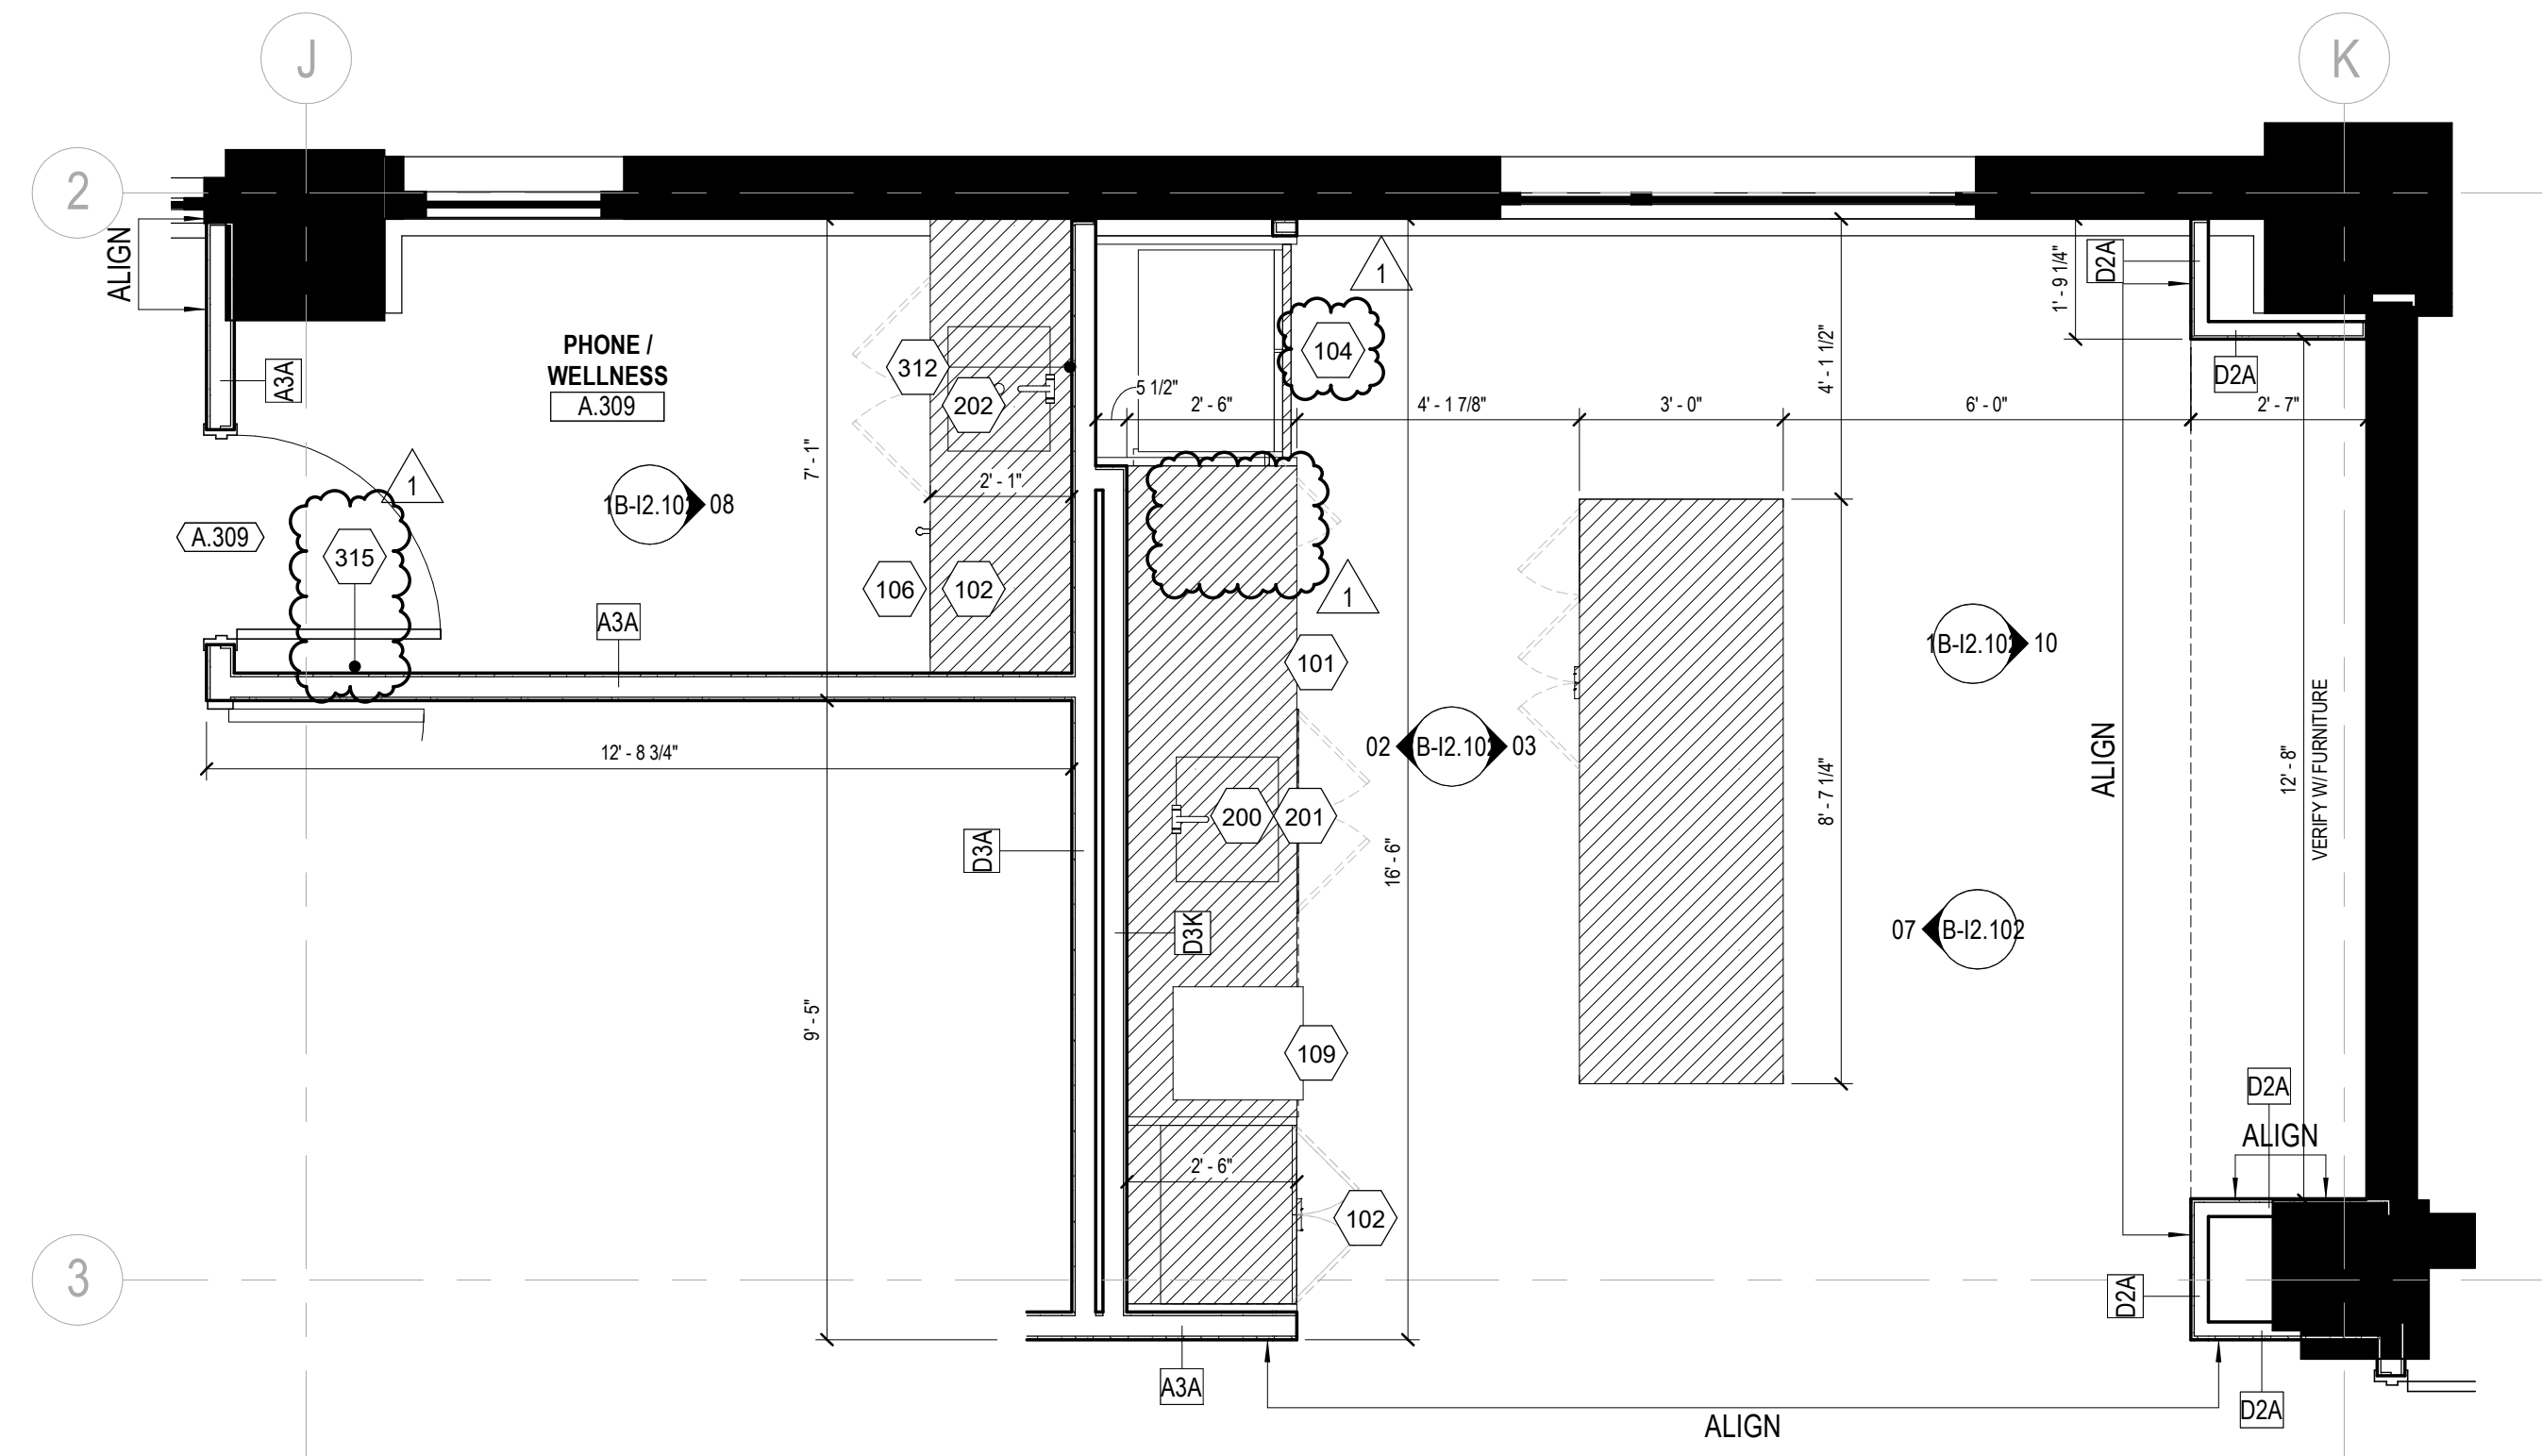 J
K
2
ALIGN
A3A
PHONE /
WELLNESS
A.309
312
202
7' - 1"
2' - 1"
1B-I2.102
08
1
A.309
315
106
102
A3A
12' - 8 3/4"
1
104
5 1/2"
2' - 6"
4' - 1 7/8"
3' - 0"
6' - 0"
2' - 7"
4' - 1 1/2"
1' - 9 1/4"
D2A
D2A
1
101
02
B-I2.102
03
200
201
16' - 6"
8' - 7 1/4"
1B-I2.102
10
ALIGN
12' - 8"
VERIFY W/ FURNITURE
07
B-I2.102
D3A
D3K
9' - 5"
109
2' - 6"
102
D2A
ALIGN
3
D2A
A3A
D2A
ALIGN